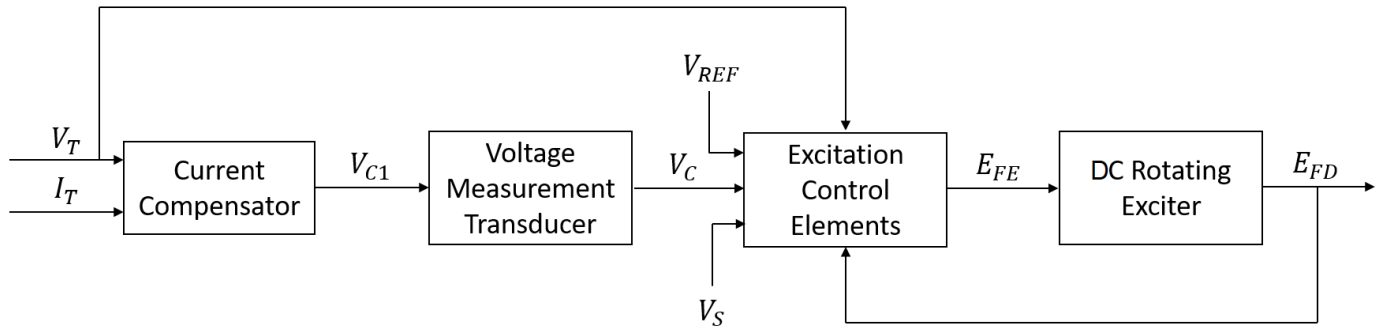 V_REF
V_T
I_T
Current
Compensator
V_C1
Voltage
Measurement
Transducer
V_C
Excitation
Control
Elements
V_S
E_FE
DC Rotating
Exciter
E_FD